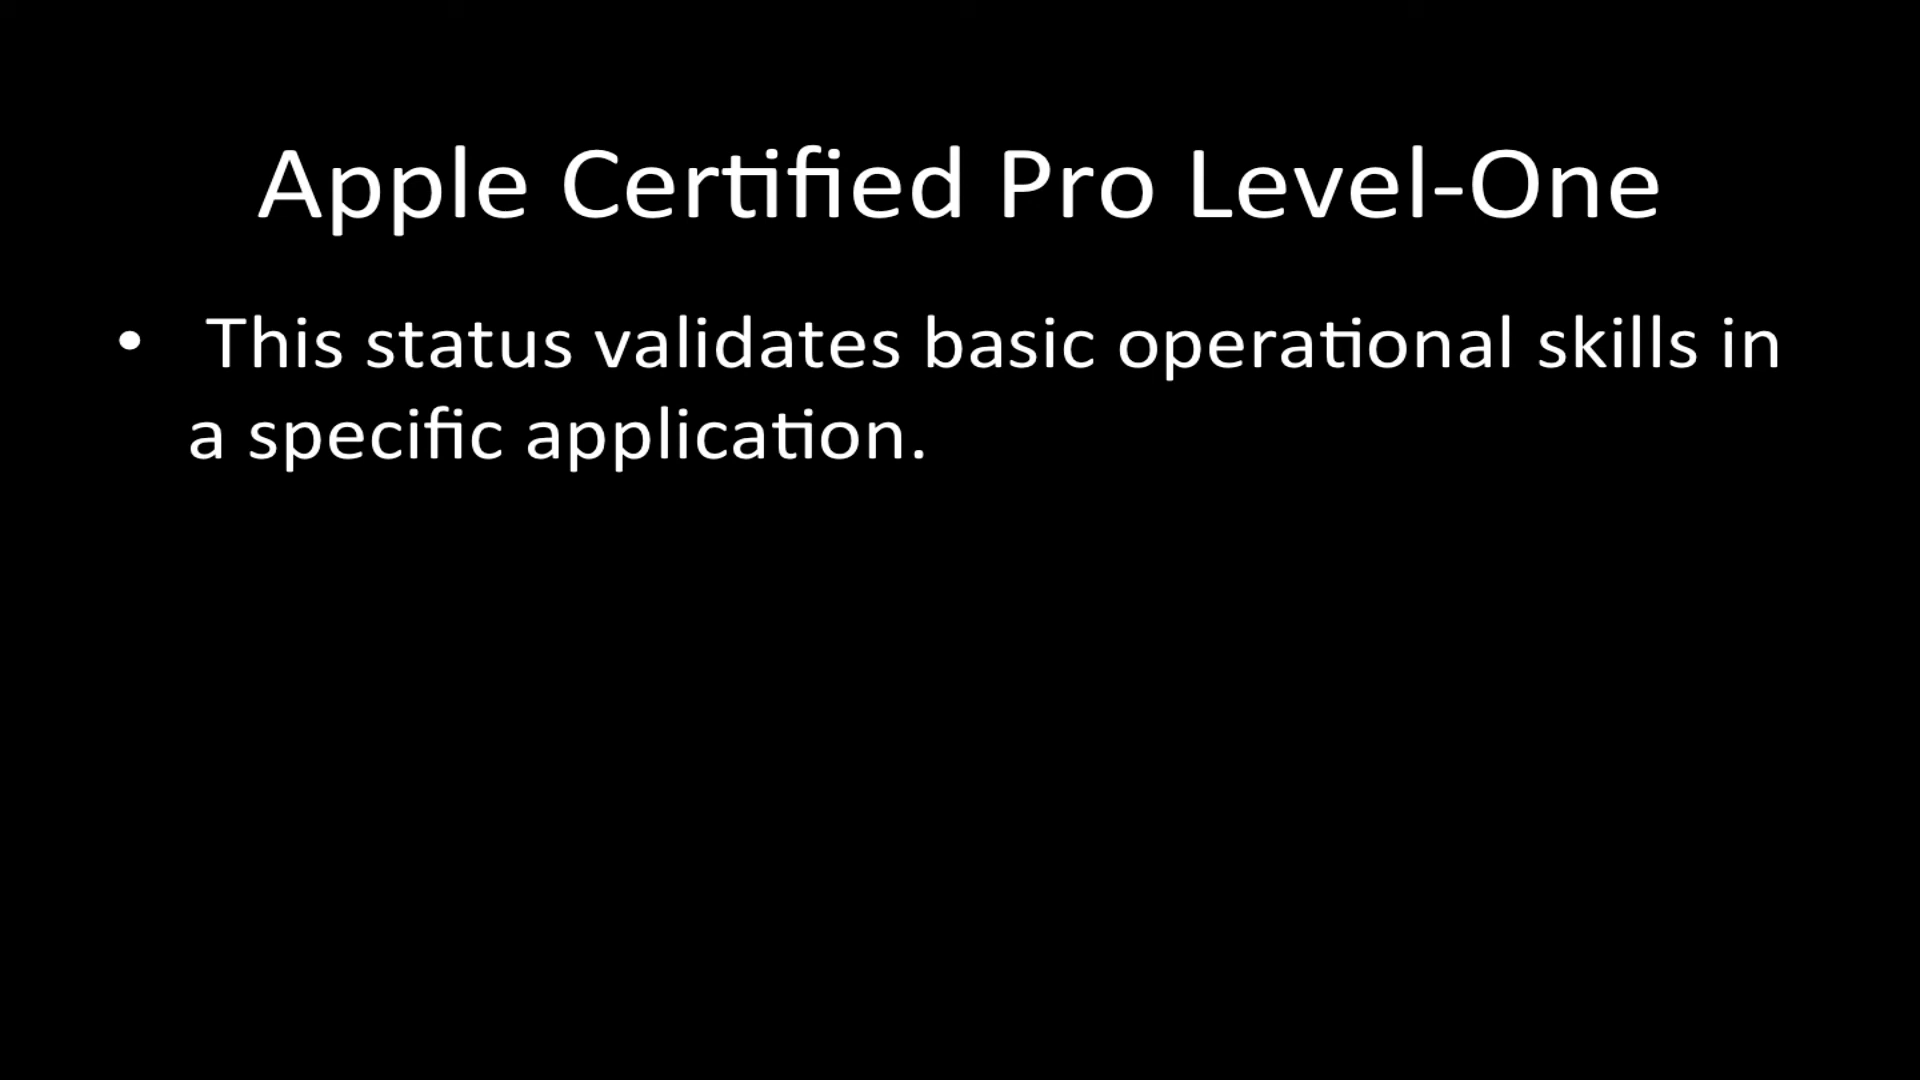 Apple Certified Pro Level-One
• This status validates basic operational skills in
a specific application.